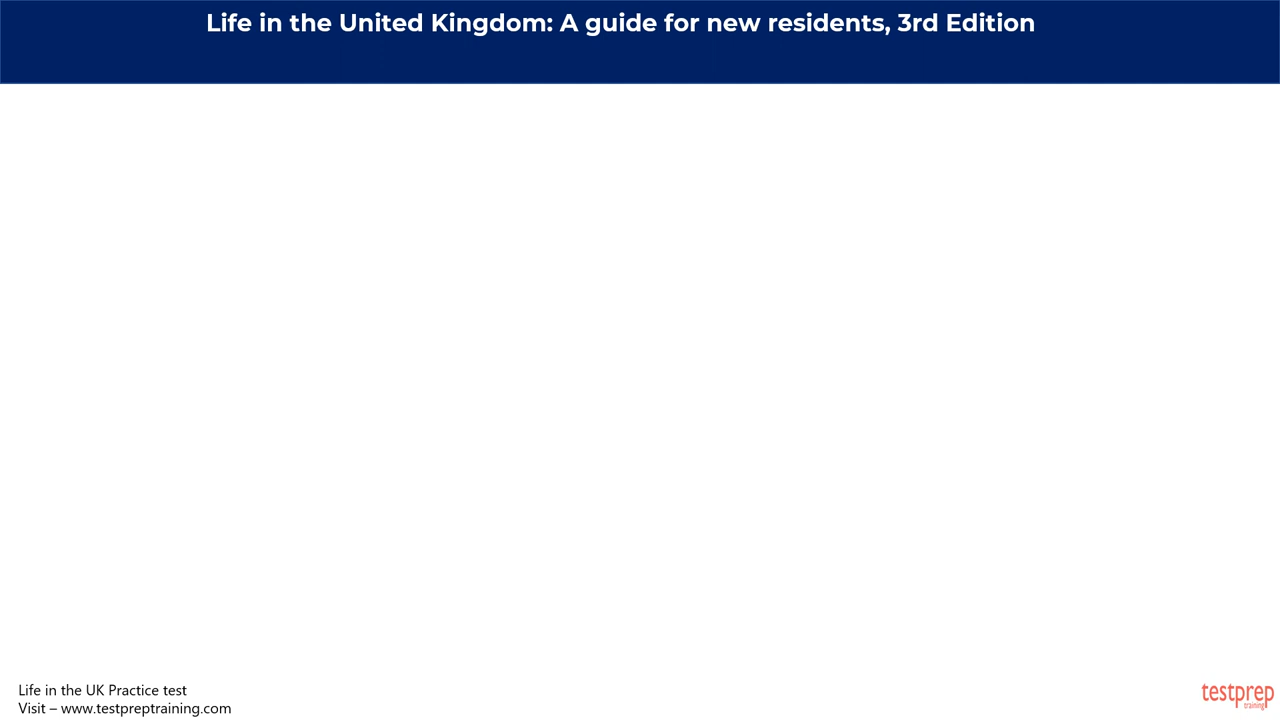 Life in the United Kingdom: A guide for new residents, 3rd Edition
Life in the UK Practice test
Visit – www.testpreptraining.com
testprep
training